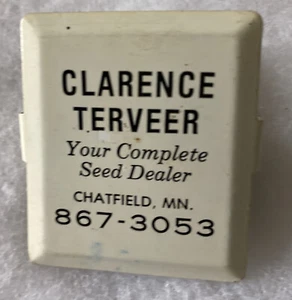 CLARENCE
TERVEER
Your Complete
Seed Dealer
CHATFIELD, MN.
867-3053